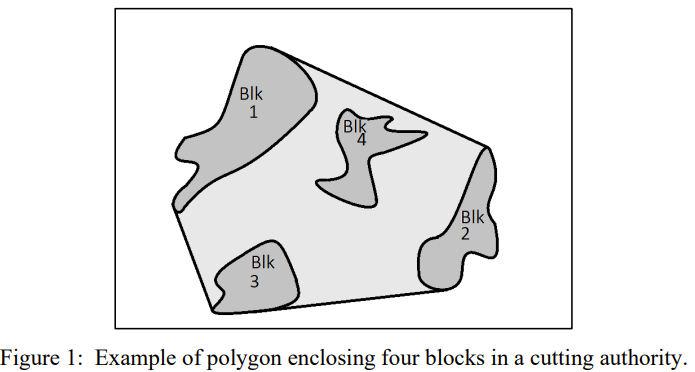 Blk
1
Blk
4
Blk
2
Blk
3
Figure 1:  Example of polygon enclosing four blocks in a cutting authority.